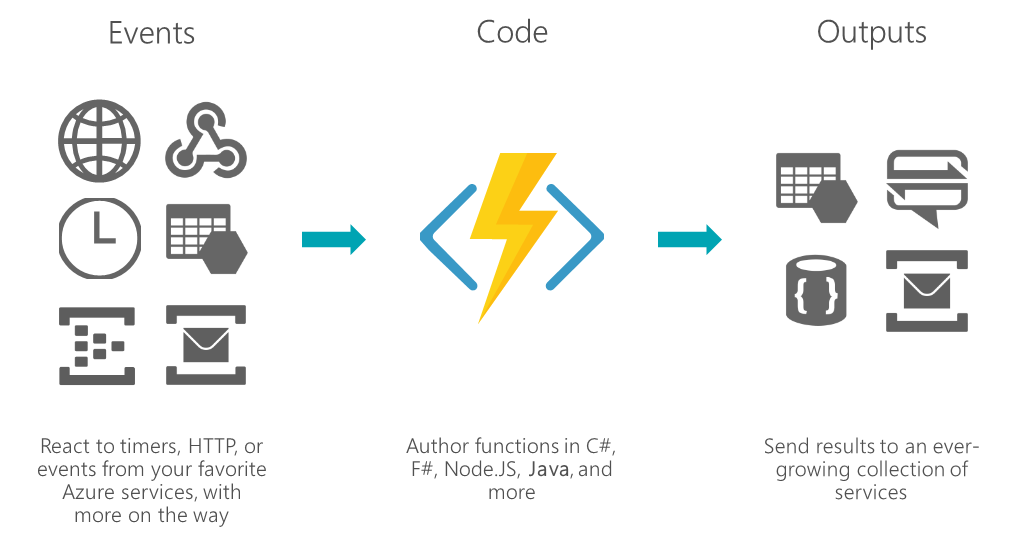 Events
Code
Outputs
React to timers, HTTP, or
events from your favorite
Azure services, with
more on the way
Author functions in C#,
F#, Node.JS, Java, and
more
Send results to an ever-
growing collection of
services